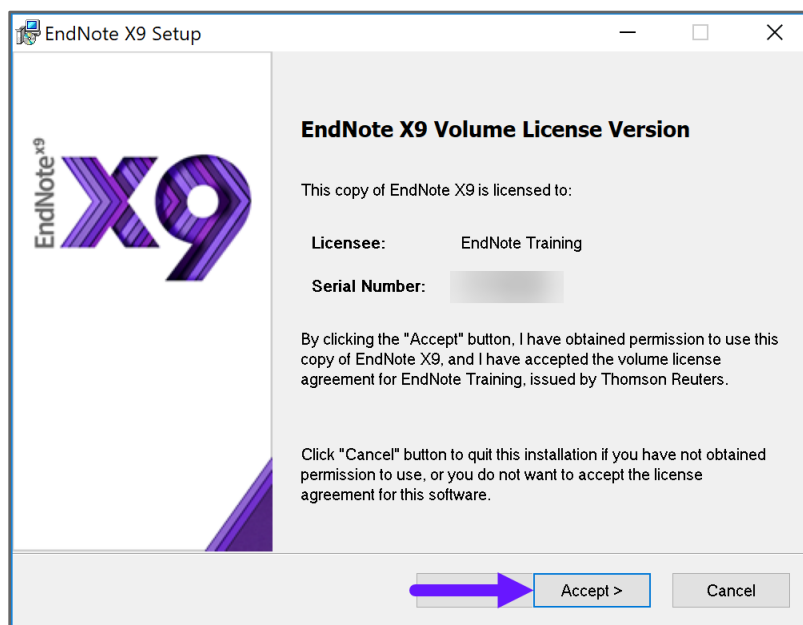 EndNote X9 Setup
EndNote X9
X9
EndNote X9 Volume License Version
This copy of EndNote X9 is licensed to:
Licensee: EndNote Training
Serial Number:
By clicking the "Accept" button, I have obtained permission to use this
copy of EndNote X9, and I have accepted the volume license
agreement for EndNote Training, issued by Thomson Reuters.
Click "Cancel" button to quit this installation if you have not obtained
permission to use, or you do not want to accept the license
agreement for this software.
Accept >
Cancel